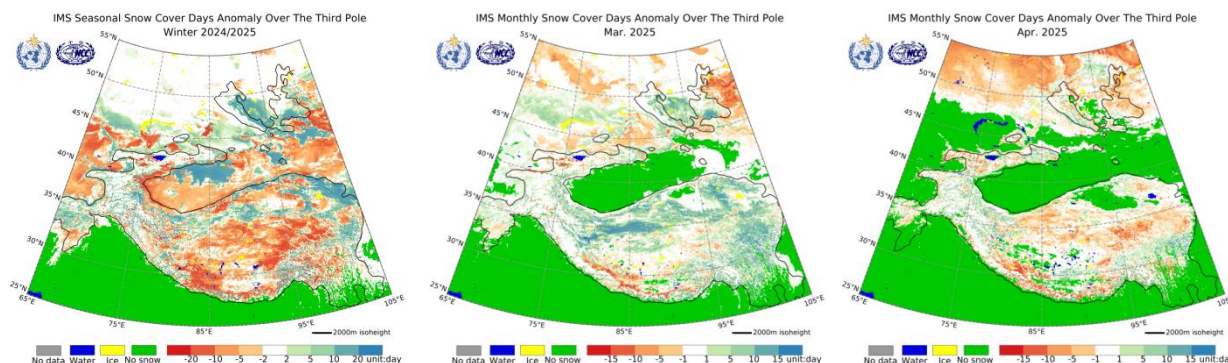 IMS Seasonal Snow Cover Days Anomaly Over The Third Pole
Winter 2024/2025
55°N
50°N
45°N
40°N
35°N
30°N
25°N
65°E
75°E
85°E
95°E
105°E
NCC
2000m isoheight
No data Water Ice No snow -20 -10 -5 -2 2 5 10 20 unit:day
IMS Monthly Snow Cover Days Anomaly Over The Third Pole
Mar. 2025
55°N
50°N
45°N
40°N
35°N
30°N
25°N
65°E
75°E
85°E
95°E
105°E
NCC
2000m isoheight
No data Water Ice No snow -15 -10 -5 -1 1 5 10 15 unit:day
IMS Monthly Snow Cover Days Anomaly Over The Third Pole
Apr. 2025
55°N
50°N
45°N
40°N
35°N
30°N
25°N
65°E
75°E
85°E
95°E
105°E
NCC
2000m isoheight
No data Water Ice No snow -15 -10 -5 -1 1 5 10 15 unit:day